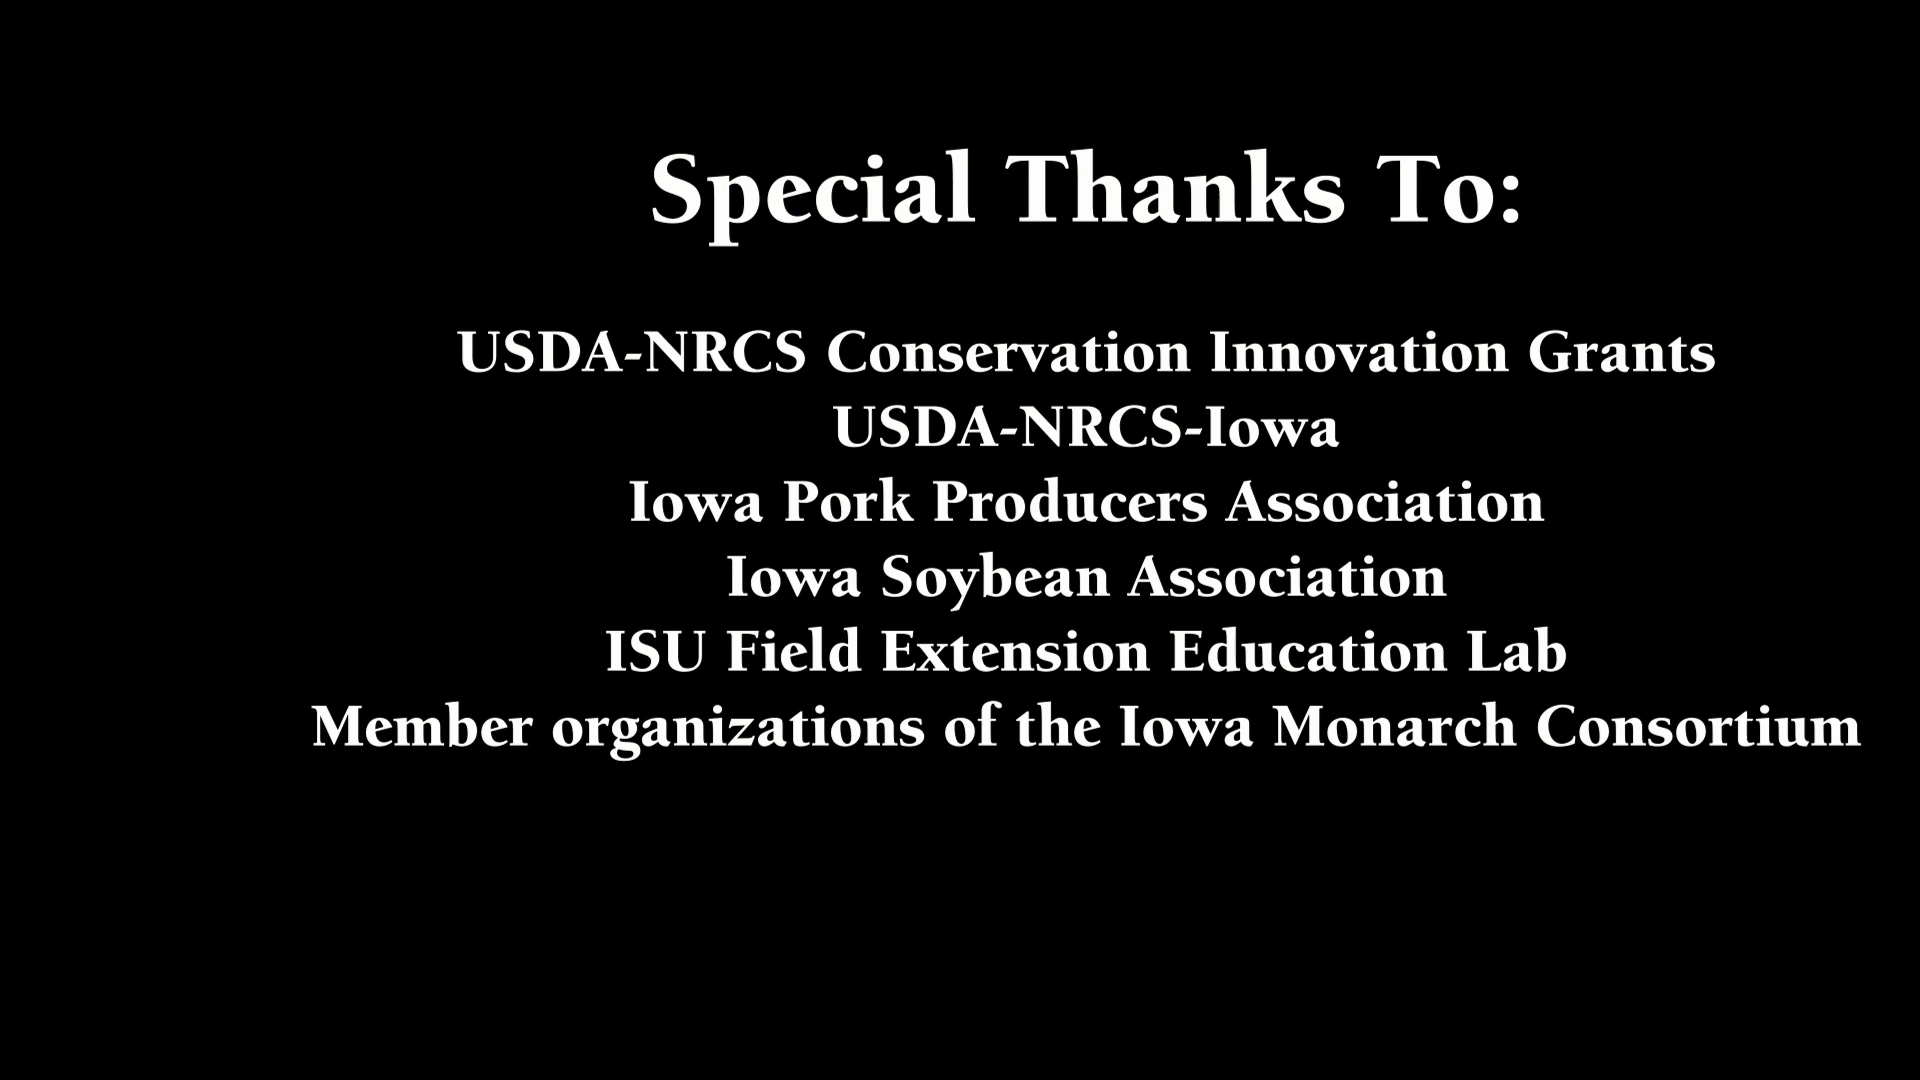 Special Thanks To:
USDA-NRCS Conservation Innovation Grants
USDA-NRCS-Iowa
Iowa Pork Producers Association
Iowa Soybean Association
ISU Field Extension Education Lab
Member organizations of the Iowa Monarch Consortium